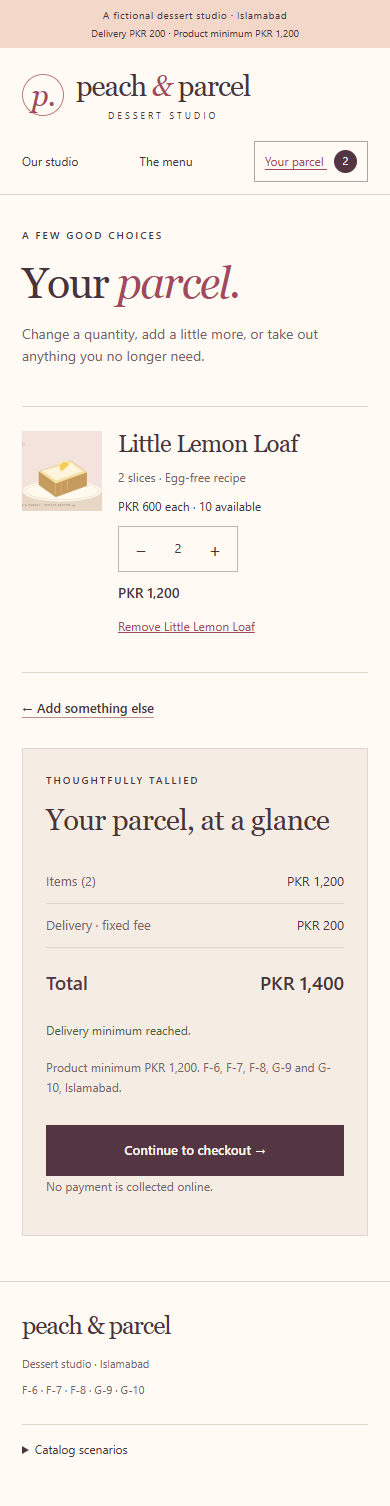 A fictional dessert studio · Islamabad
Delivery PKR 200 · Product minimum PKR 1,200
p.
peach & parcel
DESSERT STUDIO
Our studio
The menu
Your parcel 2
A FEW GOOD CHOICES
Your parcel.
Change a quantity, add a little more, or take out
anything you no longer need.
Little Lemon Loaf
2 slices · Egg-free recipe
PKR 600 each · 10 available
− 2 +
PKR 1,200
Remove Little Lemon Loaf
← Add something else
THOUGHTFULLY TALLIED
Your parcel, at a glance
Items (2) PKR 1,200
Delivery · fixed fee PKR 200
Total PKR 1,400
Delivery minimum reached.
Product minimum PKR 1,200. F-6, F-7, F-8, G-9 and G-
10, Islamabad.
Continue to checkout →
No payment is collected online.
peach & parcel
Dessert studio · Islamabad
F-6 · F-7 · F-8 · G-9 · G-10
▶ Catalog scenarios